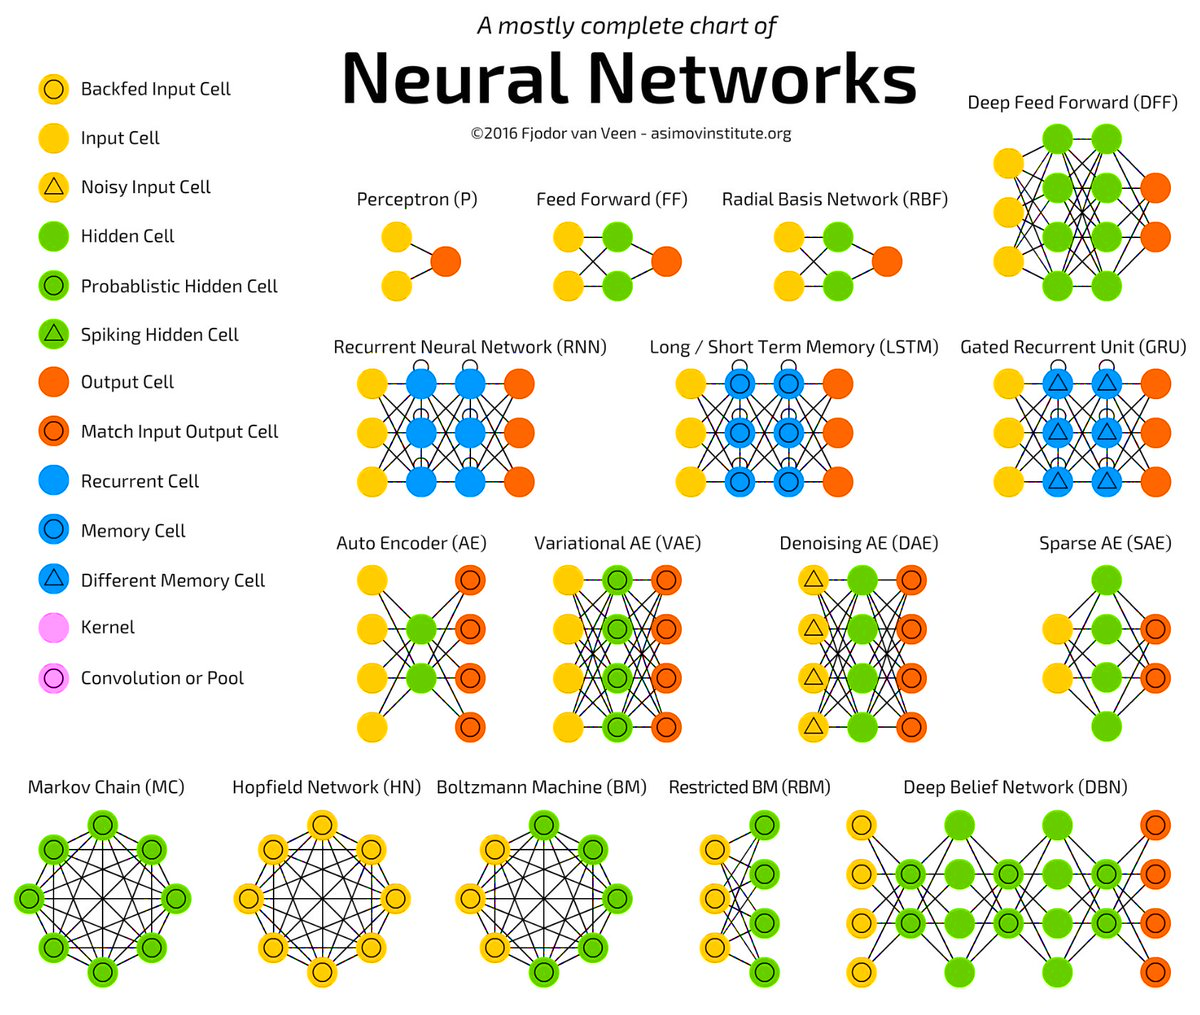 A mostly complete chart of
Neural Networks
©2016 Fjodor van Veen - asimovinstitute.org
Backfed Input Cell
Input Cell
Noisy Input Cell
Hidden Cell
Probablistic Hidden Cell
Spiking Hidden Cell
Output Cell
Match Input Output Cell
Recurrent Cell
Memory Cell
Different Memory Cell
Kernel
Convolution or Pool
Deep Feed Forward (DFF)
Perceptron (P)
Feed Forward (FF)
Radial Basis Network (RBF)
Recurrent Neural Network (RNN)
Long / Short Term Memory (LSTM)
Gated Recurrent Unit (GRU)
Auto Encoder (AE)
Variational AE (VAE)
Denoising AE (DAE)
Sparse AE (SAE)
Markov Chain (MC)
Hopfield Network (HN)
Boltzmann Machine (BM)
Restricted BM (RBM)
Deep Belief Network (DBN)